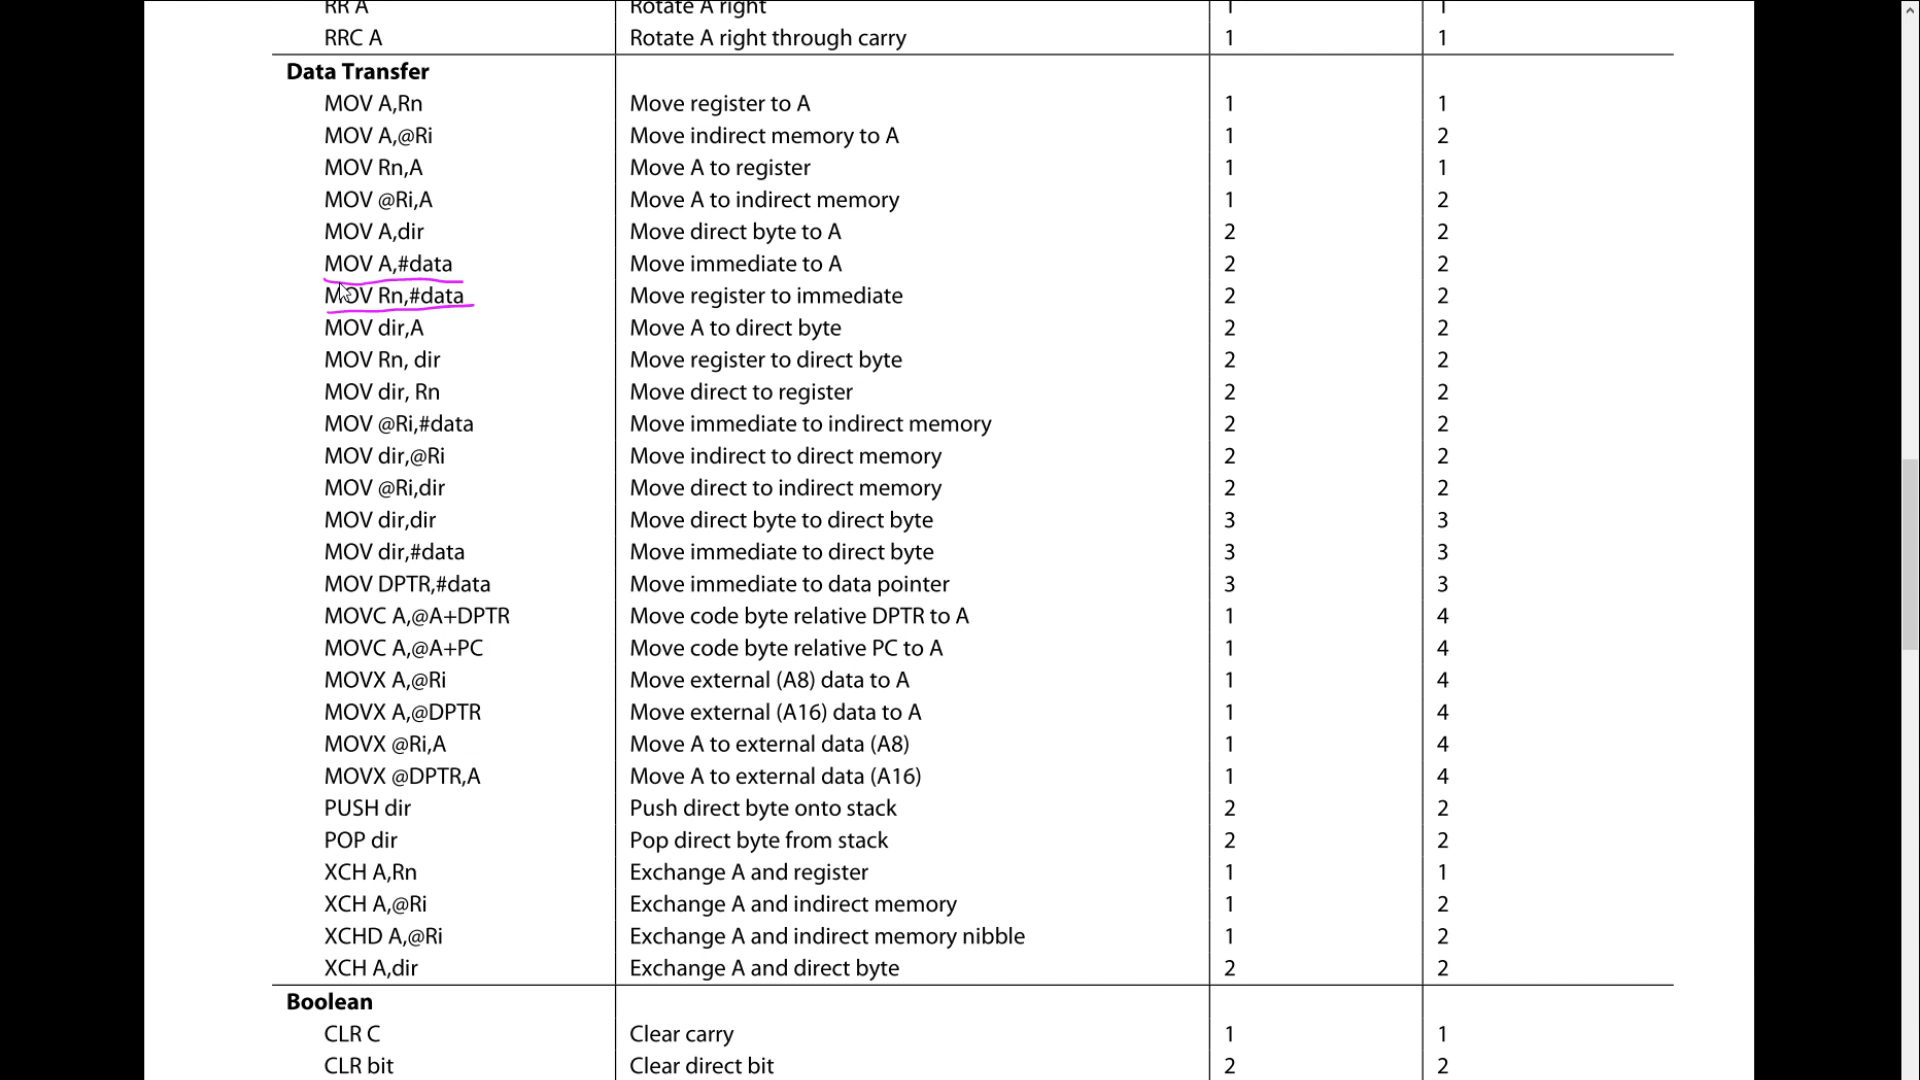 RR A Rotate A right 1 1
RRC A Rotate A right through carry 1 1
Data Transfer
MOV A,Rn Move register to A 1 1
MOV A,@Ri Move indirect memory to A 1 2
MOV Rn,A Move A to register 1 1
MOV @Ri,A Move A to indirect memory 1 2
MOV A,dir Move direct byte to A 2 2
MOV A,#data Move immediate to A 2 2
MOV Rn,#data Move register to immediate 2 2
MOV dir,A Move A to direct byte 2 2
MOV Rn, dir Move register to direct byte 2 2
MOV dir, Rn Move direct to register 2 2
MOV @Ri,#data Move immediate to indirect memory 2 2
MOV dir,@Ri Move indirect to direct memory 2 2
MOV @Ri,dir Move direct to indirect memory 2 2
MOV dir,dir Move direct byte to direct byte 3 3
MOV dir,#data Move immediate to direct byte 3 3
MOV DPTR,#data Move immediate to data pointer 3 3
MOVC A,@A+DPTR Move code byte relative DPTR to A 1 4
MOVC A,@A+PC Move code byte relative PC to A 1 4
MOVX A,@Ri Move external (A8) data to A 1 4
MOVX A,@DPTR Move external (A16) data to A 1 4
MOVX @Ri,A Move A to external data (A8) 1 4
MOVX @DPTR,A Move A to external data (A16) 1 4
PUSH dir Push direct byte onto stack 2 2
POP dir Pop direct byte from stack 2 2
XCH A,Rn Exchange A and register 1 1
XCH A,@Ri Exchange A and indirect memory 1 2
XCHD A,@Ri Exchange A and indirect memory nibble 1 2
XCH A,dir Exchange A and direct byte 2 2
Boolean
CLR C Clear carry 1 1
CLR bit Clear direct bit 2 2